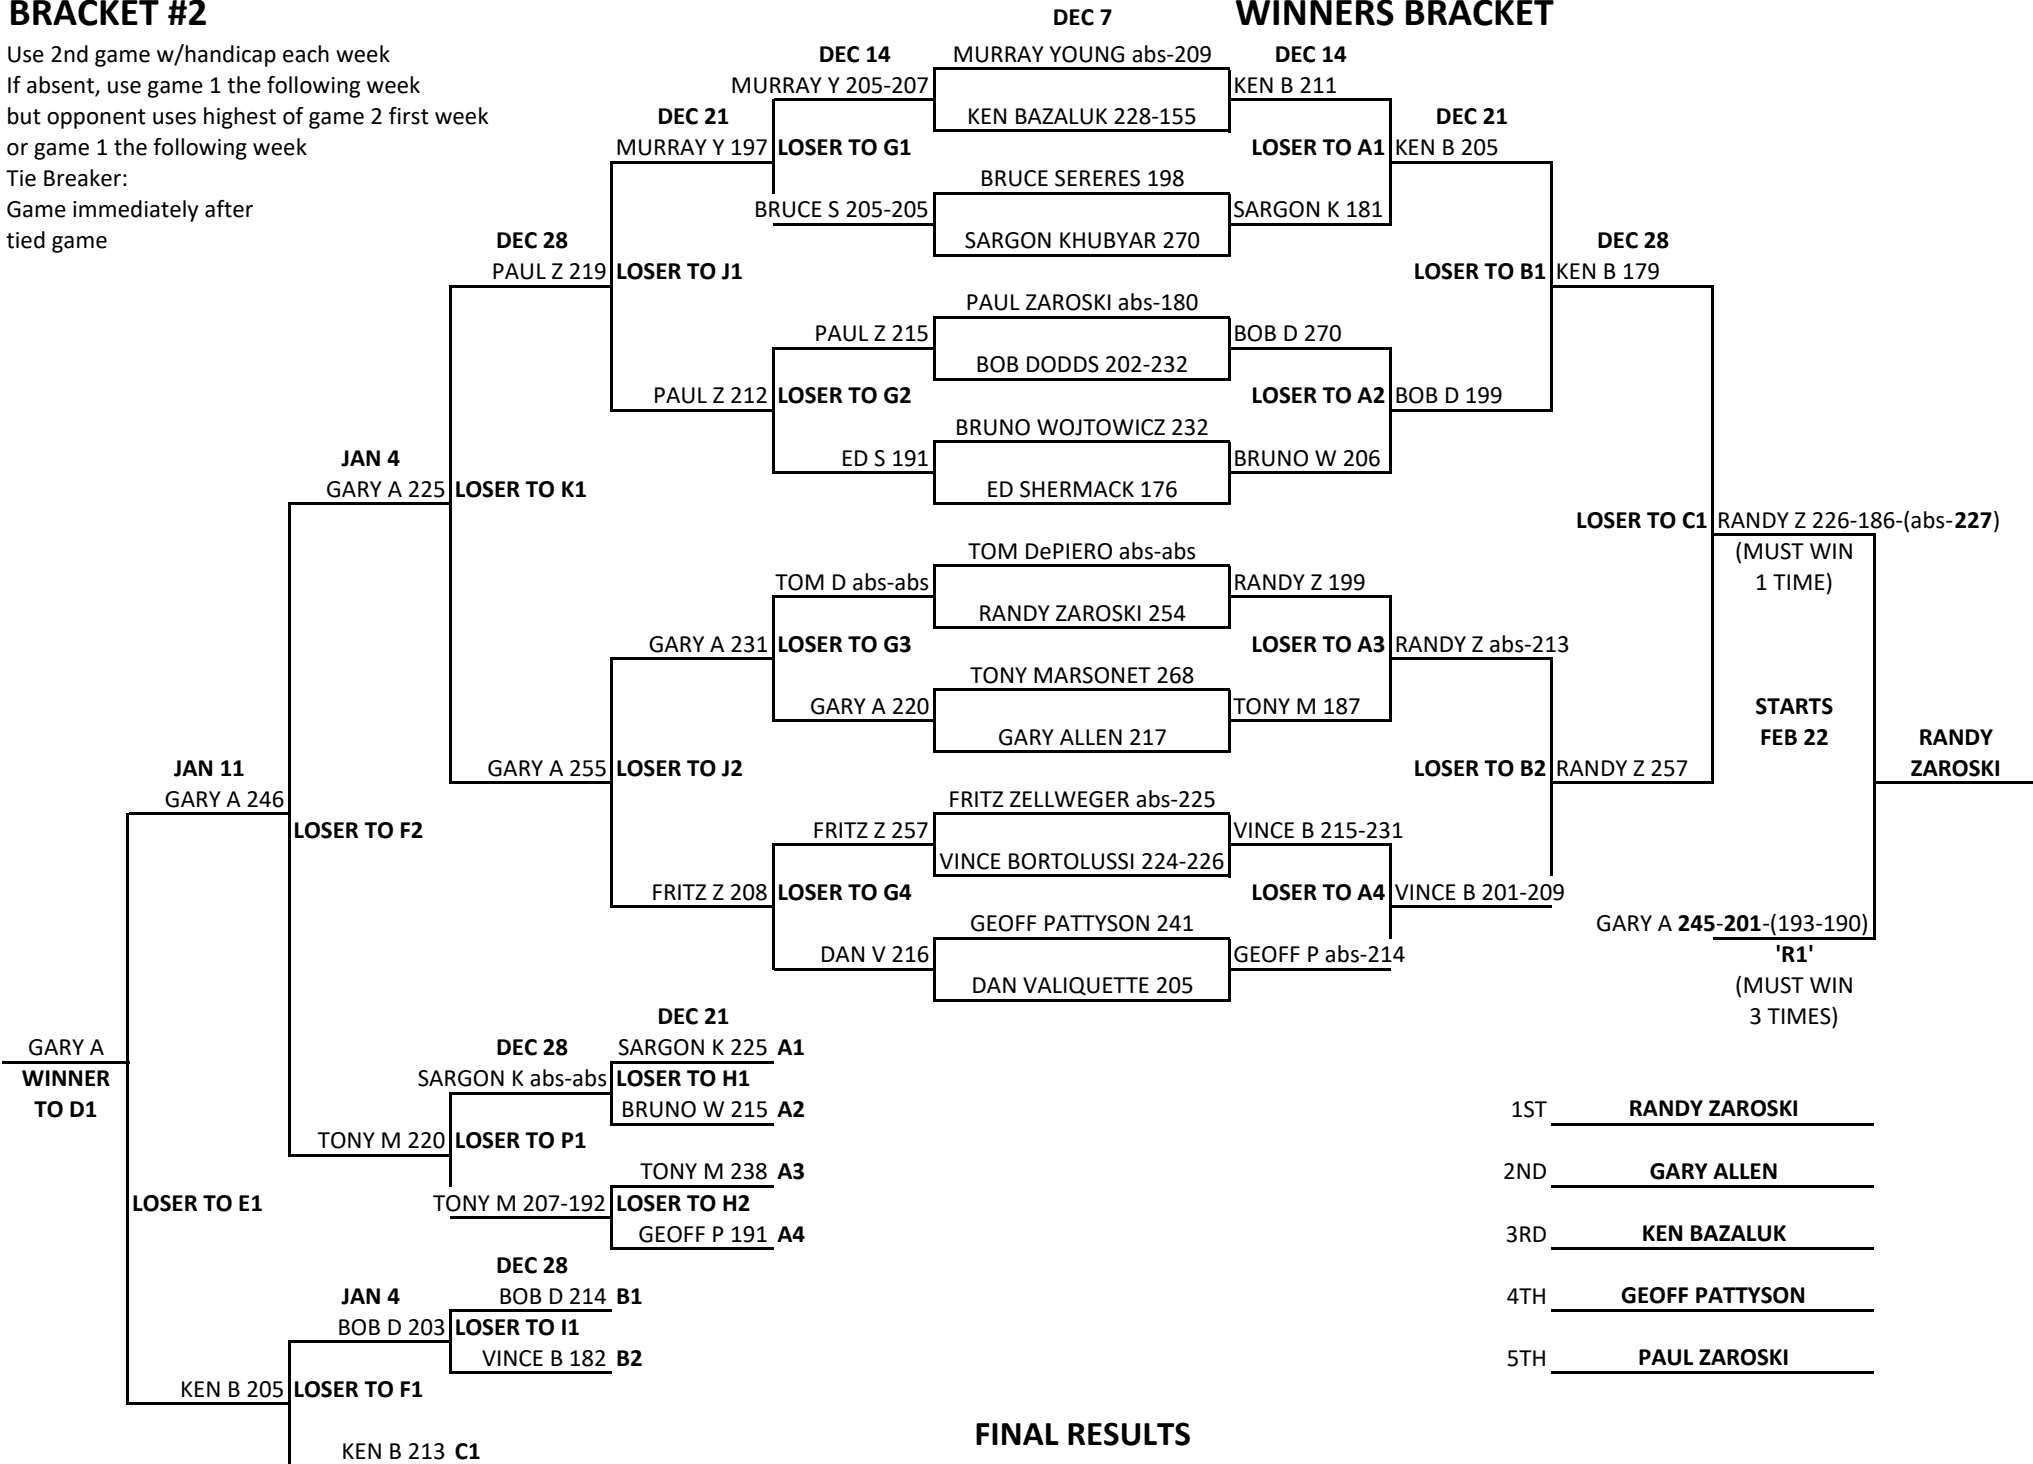 BRACKET #2
DEC 7
WINNERS BRACKET
Use 2nd game w/handicap each week
DEC 14
MURRAY YOUNG abs-209
DEC 14
If absent, use game 1 the following week
MURRAY Y 205-207
KEN B 211
but opponent uses highest of game 2 first week
DEC 21
KEN BAZALUK 228-155
DEC 21
or game 1 the following week
MURRAY Y 197
LOSER TO G1
LOSER TO A1
KEN B 205
Tie Breaker:
BRUCE SERERES 198
Game immediately after
BRUCE S 205-205
SARGON K 181
tied game
DEC 28
SARGON KHUBYAR 270
DEC 28
PAUL Z 219
LOSER TO J1
LOSER TO B1
KEN B 179
PAUL ZAROSKI abs-180
PAUL Z 215
BOB D 270
BOB DODDS 202-232
PAUL Z 212
LOSER TO G2
LOSER TO A2
BOB D 199
BRUNO WOJTOWICZ 232
JAN 4
ED S 191
BRUNO W 206
GARY A 225
LOSER TO K1
ED SHERMACK 176
LOSER TO C1
RANDY Z 226-186-(abs-227)
TOM DePIERO abs-abs
(MUST WIN
TOM D abs-abs
RANDY Z 199
1 TIME)
RANDY ZAROSKI 254
GARY A 231
LOSER TO G3
LOSER TO A3
RANDY Z abs-213
TONY MARSONET 268
GARY A 220
TONY M 187
STARTS
GARY ALLEN 217
FEB 22
RANDY
JAN 11
GARY A 255
LOSER TO J2
LOSER TO B2
RANDY Z 257
ZAROSKI
GARY A 246
FRITZ ZELLWEGER abs-225
LOSER TO F2
FRITZ Z 257
VINCE B 215-231
VINCE BORTOLUSSI 224-226
FRITZ Z 208
LOSER TO G4
LOSER TO A4
VINCE B 201-209
GEOFF PATTYSON 241
GARY A 245-201-(193-190)
DAN V 216
GEOFF P abs-214
'R1'
DAN VALIQUETTE 205
(MUST WIN
DEC 21
3 TIMES)
GARY A
DEC 28
SARGON K 225 A1
WINNER
SARGON K abs-abs
LOSER TO H1
TO D1
BRUNO W 215 A2
1ST
RANDY ZAROSKI
TONY M 220
LOSER TO P1
TONY M 238 A3
2ND
GARY ALLEN
LOSER TO E1
TONY M 207-192
LOSER TO H2
GEOFF P 191 A4
3RD
KEN BAZALUK
DEC 28
JAN 4
BOB D 214 B1
4TH
GEOFF PATTYSON
BOB D 203
LOSER TO I1
VINCE B 182 B2
5TH
PAUL ZAROSKI
KEN B 205
LOSER TO F1
FINAL RESULTS
KEN B 213 C1